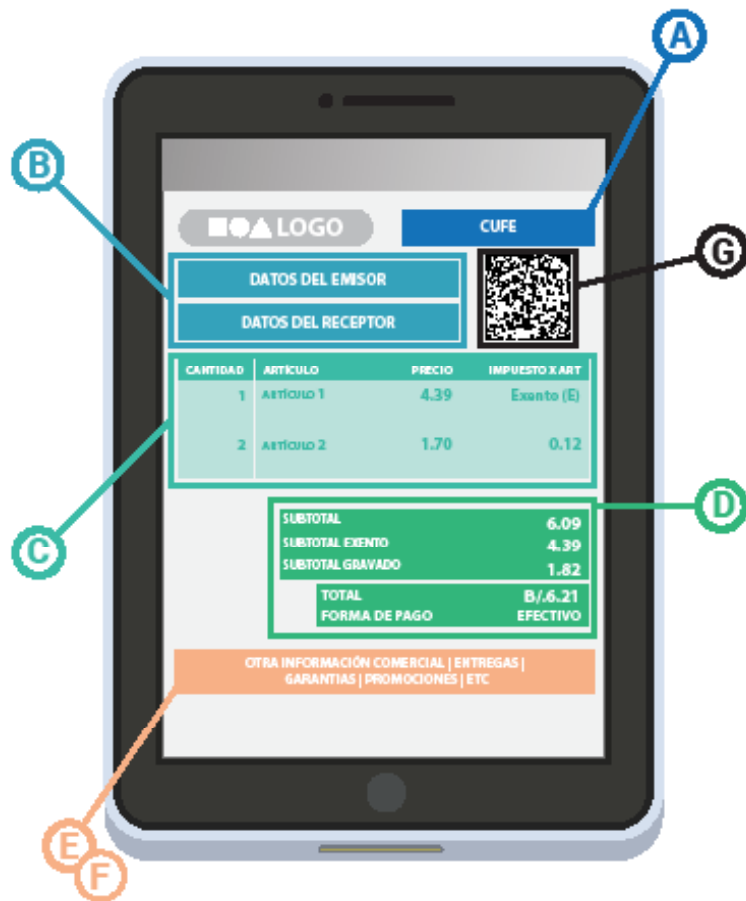 A
B
LOGO
CUFE
G
DATOS DEL EMISOR
DATOS DEL RECEPTOR
CANTIDAD ARTÍCULO PRECIO IMPUESTO X ART
1 ARTÍCULO 1 4.39 Exento (E)
2 ARTÍCULO 2 1.70 0.12
D
C
SUBTOTAL 6.09
SUBTOTAL EXENTO 4.39
SUBTOTAL GRAVADO 1.82
TOTAL B/.6.21
FORMA DE PAGO EFECTIVO
OTRA INFORMACIÓN COMERCIAL | ENTREGAS |
GARANTIAS | PROMOCIONES | ETC
E
F